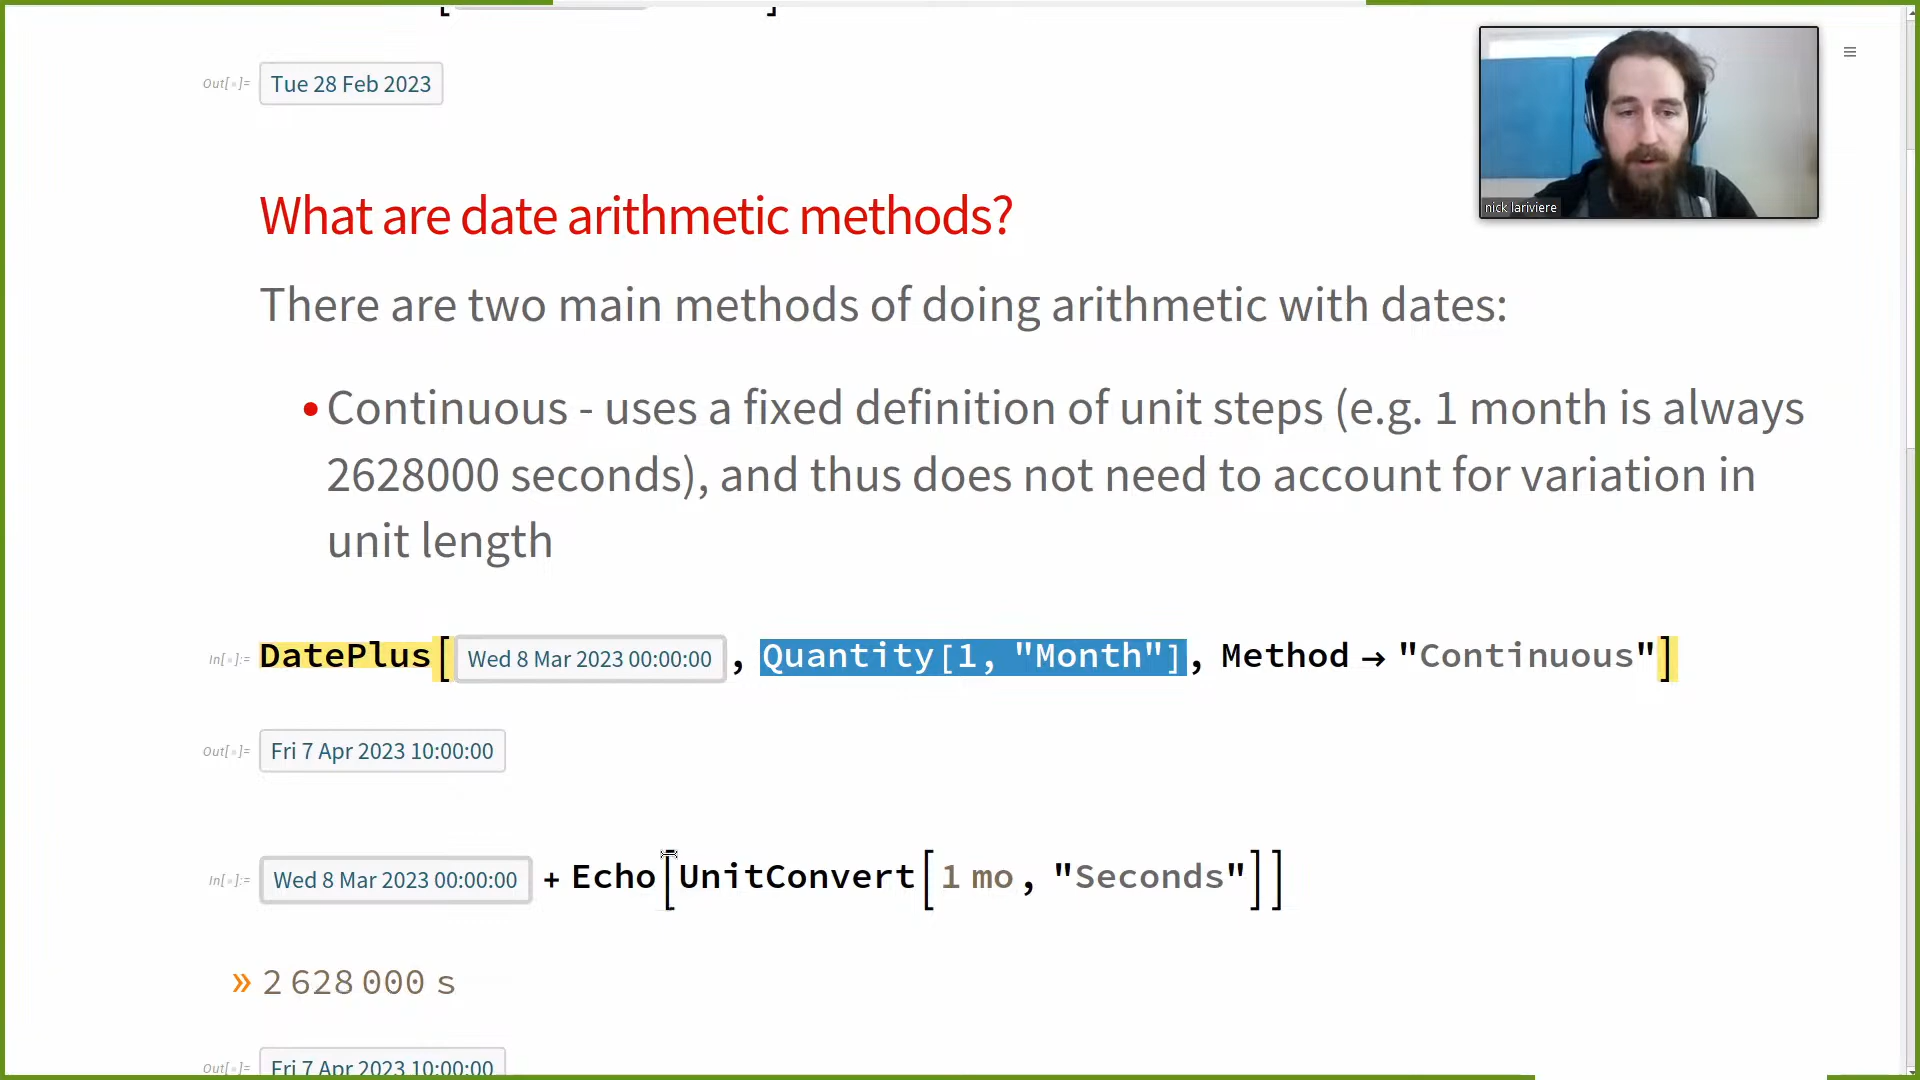 Out[ ]= Tue 28 Feb 2023
nick lariviere
What are date arithmetic methods?
There are two main methods of doing arithmetic with dates:
• Continuous - uses a fixed definition of unit steps (e.g. 1 month is always
2628000 seconds), and thus does not need to account for variation in
unit length
In[ ]:= DatePlus[ Wed 8 Mar 2023 00:00:00 , Quantity[1, "Month"], Method → "Continuous"]
Out[ ]= Fri 7 Apr 2023 10:00:00
In[ ]:= Wed 8 Mar 2023 00:00:00 + Echo[UnitConvert[1 mo , "Seconds"]]
» 2 628 000 s
Out[ ]= Fri 7 Apr 2023 10:00:00